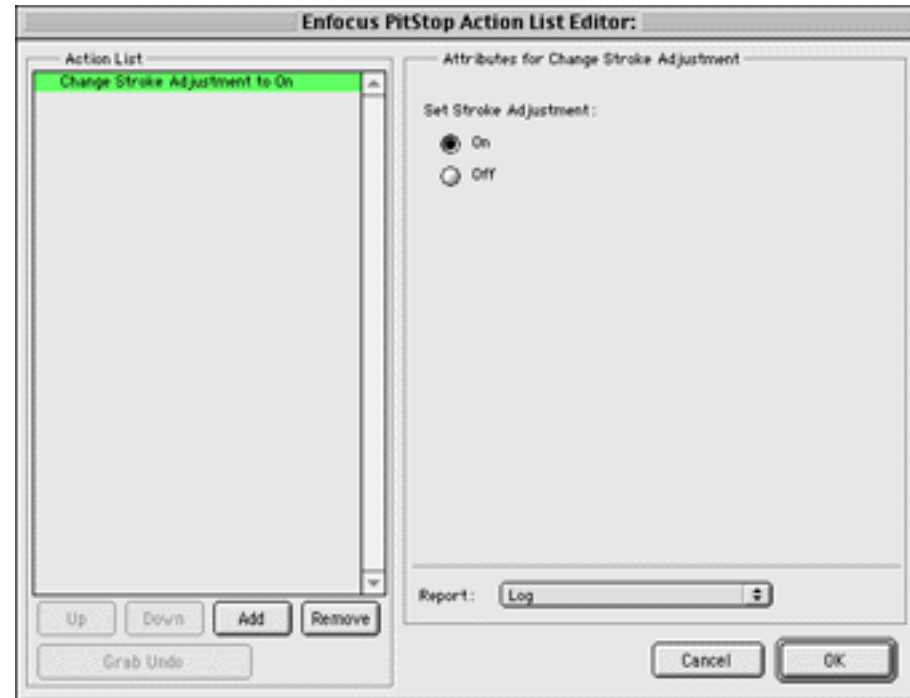 Enfocus PitStop Action List Editor:
Action List
Change Stroke Adjustment to On
Attributes for Change Stroke Adjustment
Set Stroke Adjustment:
On
Off
Report: Log
Up Down Add Remove
Grab Undo
Cancel OK